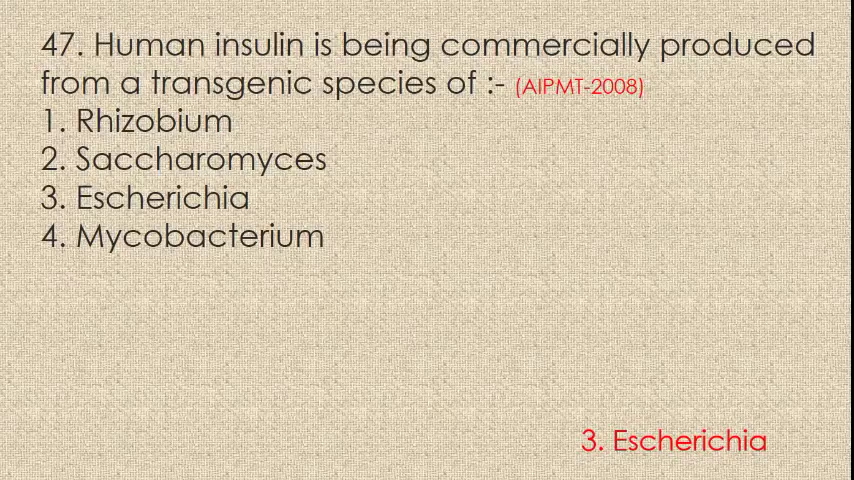 47. Human insulin is being commercially produced
from a transgenic species of :- (AIPMT-2008)
1. Rhizobium
2. Saccharomyces
3. Escherichia
4. Mycobacterium
3. Escherichia